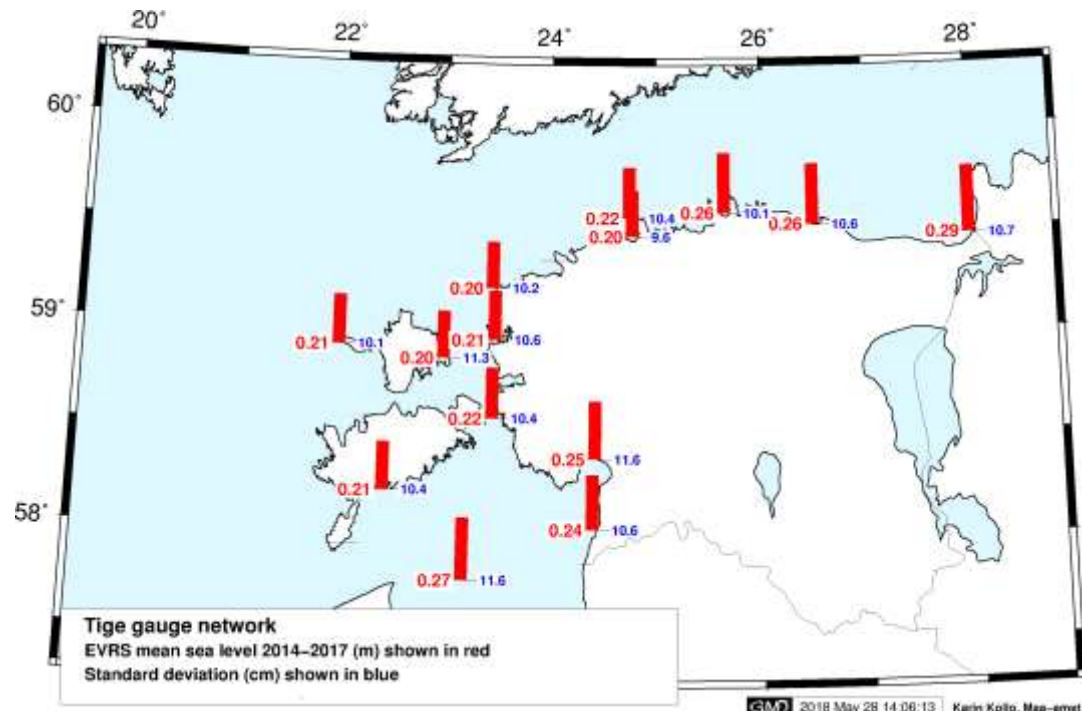 20° 22° 24° 26° 28°
60°
0.22 10.4 0.26 10.1 0.26 10.6 0.29 10.7
0.20 9.6
0.20 10.2
59°
0.21 10.1 0.20 11.3 0.21 10.6
0.22 10.4
0.25 11.6
0.21 10.4
58°
0.24 10.6
0.27 11.6
Tige gauge network
EVRS mean sea level 2014–2017 (m) shown in red
Standard deviation (cm) shown in blue
GMD 2018 May 28 14:06:13 Karin Kollo, Maa-amet